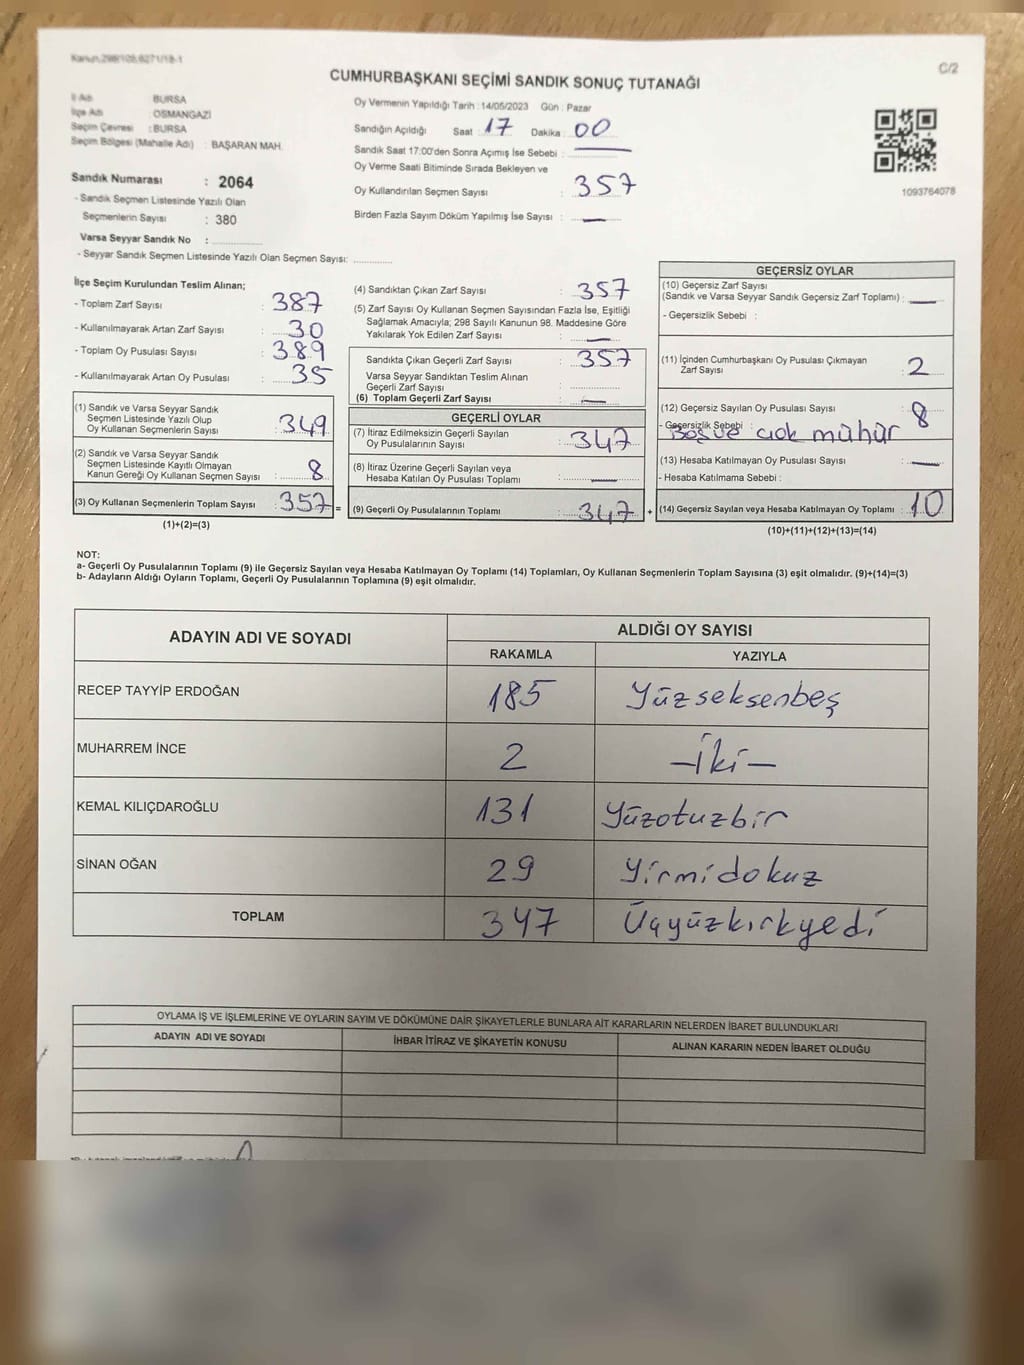 Kanun,298/105,6271/18-1
C/2
CUMHURBAŞKANI SEÇİMİ SANDIK SONUÇ TUTANAĞI
İl Adı BURSA
İlçe Adı : OSMANGAZİ
Seçim Çevresi : BURSA
Seçim Bölgesi (Mahalle Adı) : BAŞARAN MAH.
Sandık Numarası : 2064
- Sandık Seçmen Listesinde Yazılı Olan
Seçmenlerin Sayısı : 380
Varsa Seyyar Sandık No :
- Seyyar Sandık Seçmen Listesinde Yazılı Olan Seçmen Sayısı:
Oy Vermenin Yapıldığı Tarih : 14/05/2023 Gün : Pazar
Sandığın Açıldığı Saat : 17 Dakika : 00
Sandık Saat 17:00'den Sonra Açımış İse Sebebi :
Oy Verme Saati Bitiminde Sırada Bekleyen ve
Oy Kullandırılan Seçmen Sayısı : 357
Birden Fazla Sayım Döküm Yapılmış İse Sayısı : —
1093764078
İlçe Seçim Kurulundan Teslim Alınan;
- Toplam Zarf Sayısı : 387
- Kullanılmayarak Artan Zarf Sayısı : 30
- Toplam Oy Pusulası Sayısı : 389
- Kullanılmayarak Artan Oy Pusulası : 35
(1) Sandık ve Varsa Seyyar Sandık
Seçmen Listesinde Yazılı Olup
Oy Kullanan Seçmenlerin Sayısı : 349
(2) Sandık ve Varsa Seyyar Sandık
Seçmen Listesinde Kayıtlı Olmayan
Kanun Gereği Oy Kullanan Seçmen Sayısı : 8
(3) Oy Kullanan Seçmenlerin Toplam Sayısı : 357 =
(1)+(2)=(3)
(4) Sandıktan Çıkan Zarf Sayısı : 357
(5) Zarf Sayısı Oy Kullanan Seçmen Sayısından Fazla İse, Eşitliği
Sağlamak Amacıyla; 298 Sayılı Kanunun 98. Maddesine Göre
Yakılarak Yok Edilen Zarf Sayısı : —
Sandıkta Çıkan Geçerli Zarf Sayısı : 357
Varsa Seyyar Sandıktan Teslim Alınan
Geçerli Zarf Sayısı :
(6) Toplam Geçerli Zarf Sayısı : —
GEÇERLİ OYLAR
(7) İtiraz Edilmeksizin Geçerli Sayılan
Oy Pusulalarının Sayısı : 347
(8) İtiraz Üzerine Geçerli Sayılan veya
Hesaba Katılan Oy Pusulası Toplamı : —
(9) Geçerli Oy Pusulalarının Toplamı : 347 +
GEÇERSİZ OYLAR
(10) Geçersiz Zarf Sayısı
(Sandık ve Varsa Seyyar Sandık Geçersiz Zarf Toplamı) : —
- Geçersizlik Sebebi :
(11) İçinden Cumhurbaşkanı Oy Pusulası Çıkmayan
Zarf Sayısı : 2
(12) Geçersiz Sayılan Oy Pusulası Sayısı : 8
- Geçersizlik Sebebi : Boş ve çok mühür
(13) Hesaba Katılmayan Oy Pusulası Sayısı : —
- Hesaba Katılmama Sebebi :
(14) Geçersiz Sayılan veya Hesaba Katılmayan Oy Toplamı : 10
(10)+(11)+(12)+(13)=(14)
NOT:
a- Geçerli Oy Pusulalarının Toplamı (9) ile Geçersiz Sayılan veya Hesaba Katılmayan Oy Toplamı (14) Toplamları, Oy Kullanan Seçmenlerin Toplam Sayısına (3) eşit olmalıdır. (9)+(14)=(3)
b- Adayların Aldığı Oyların Toplamı, Geçerli Oy Pusulalarının Toplamına (9) eşit olmalıdır.
ADAYIN ADI VE SOYADI ALDIĞI OY SAYISI
RAKAMLA YAZIYLA
RECEP TAYYİP ERDOĞAN 185 Yüzseksenbeş
MUHARREM İNCE 2 –İki–
KEMAL KILIÇDAROĞLU 131 Yüzotuzbir
SİNAN OĞAN 29 Yirmidokuz
TOPLAM 347 Üçyüzkırkyedi
OYLAMA İŞ VE İŞLEMLERİNE VE OYLARIN SAYIM VE DÖKÜMÜNE DAİR ŞİKAYETLERLE BUNLARA AİT KARARLARIN NELERDEN İBARET BULUNDUKLARI
ADAYIN ADI VE SOYADI İHBAR İTİRAZ VE ŞİKAYETİN KONUSU ALINAN KARARIN NEDEN İBARET OLDUĞU